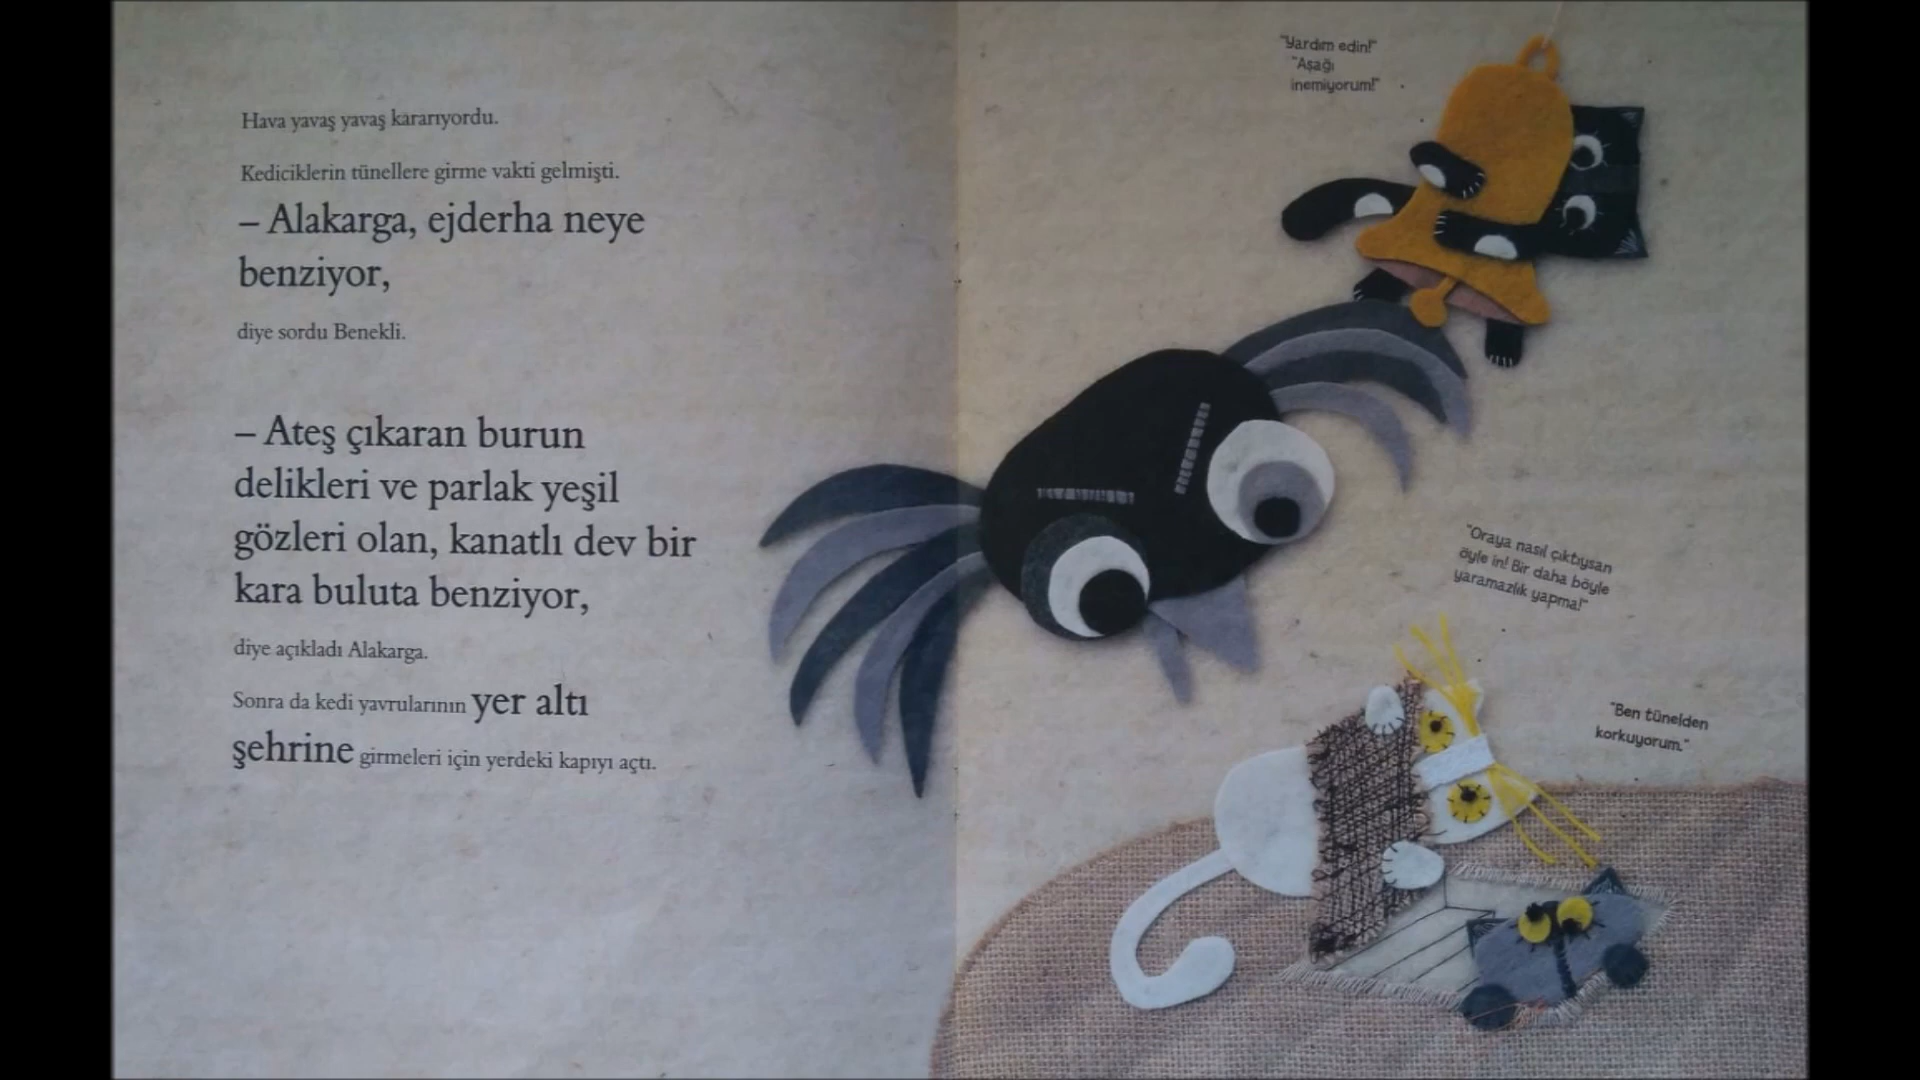 Hava yavaş yavaş kararıyordu.
Kediciklerin tünellere girme vakti gelmişti.
– Alakarga, ejderha neye
benziyor,
diye sordu Benekli.
– Ateş çıkaran burun
delikleri ve parlak yeşil
gözleri olan, kanatlı dev bir
kara buluta benziyor,
diye açıkladı Alakarga.
Sonra da kedi yavrularının yer altı
şehrine girmeleri için yerdeki kapıyı açtı.
"Yardım edin!"
"Aşağı
inemiyorum!"
"Oraya nasıl çıktıysan
öyle in! Bir daha böyle
yaramazlık yapma!"
"Ben tünelden
korkuyorum."